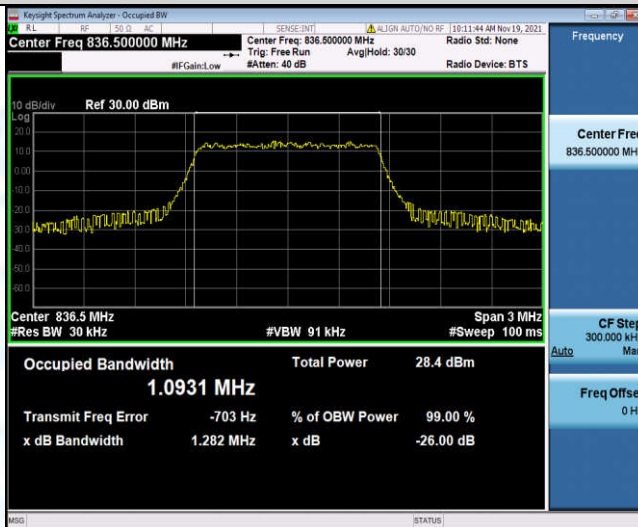 Keysight Spectrum Analyzer - Occupied BW
RL RF 50 Ω AC SENSE:INT ALIGN AUTO/NO RF 10:11:44 AM Nov 19, 2021
Center Freq 836.500000 MHz
Center Freq: 836.500000 MHz Radio Std: None
Trig: Free Run Avg|Hold: 30/30
#IFGain:Low #Atten: 40 dB Radio Device: BTS
Frequency
10 dB/div Ref 30.00 dBm
Log
20.0
10.0
0.00
-10.0
-20.0
-30.0
-40.0
-50.0
-60.0
Center 836.5 MHz Span 3 MHz
#Res BW 30 kHz #VBW 91 kHz #Sweep 100 ms
Occupied Bandwidth Total Power 28.4 dBm
1.0931 MHz
Transmit Freq Error -703 Hz % of OBW Power 99.00 %
x dB Bandwidth 1.282 MHz x dB -26.00 dB
Center Fre
836.500000 MH
CF Step
300.000 kH
Auto Ma
Freq Offse
0 H
MSG STATUS